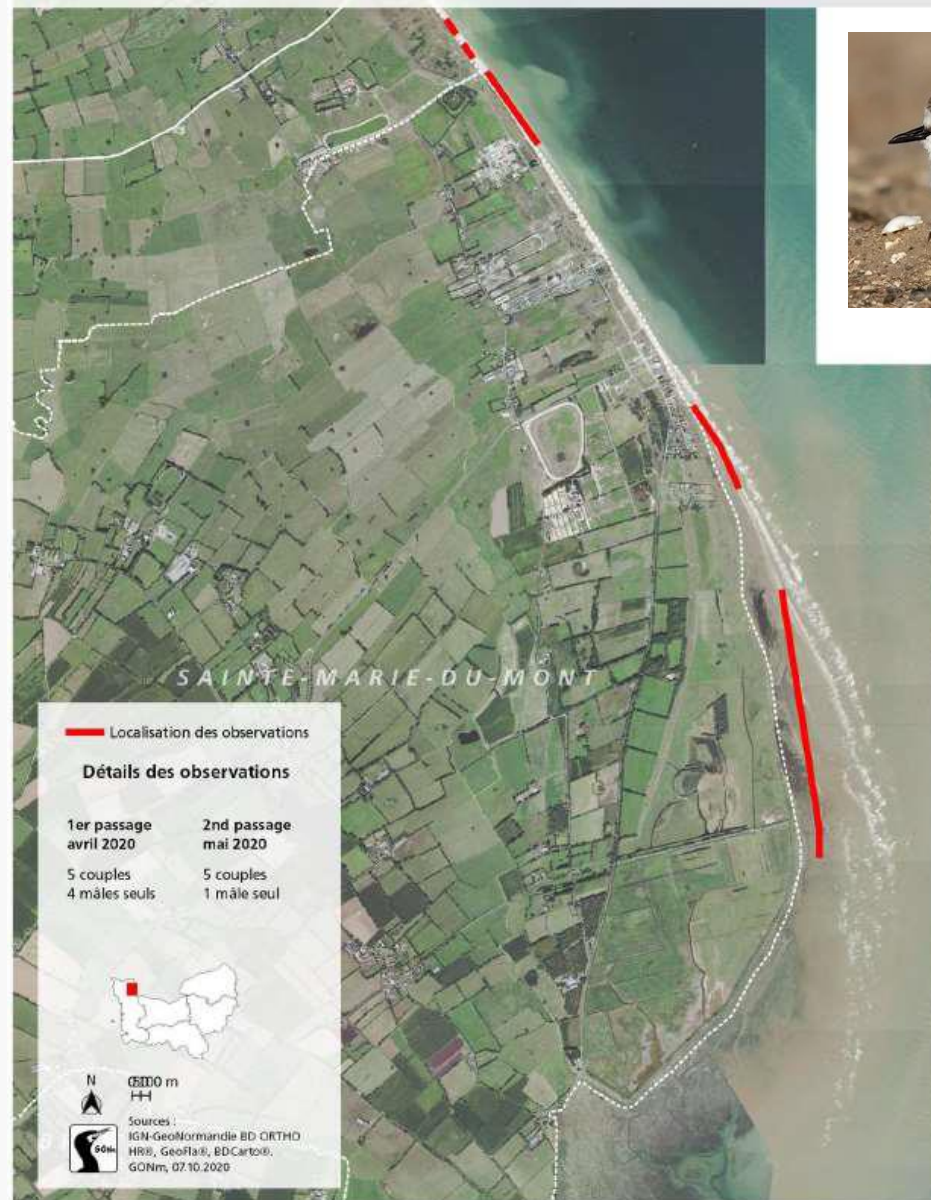 SAINTE-MARIE-DU-MONT
Localisation des observations
Détails des observations
1er passage
avril 2020
5 couples
4 mâles seuls
2nd passage
mai 2020
5 couples
1 mâle seul
N
m
Sources :
IGN-GeoNormandie BD ORTHO
HR®, GeoFla®, BDCarto®.
GONm, 07.10.2020
GONm